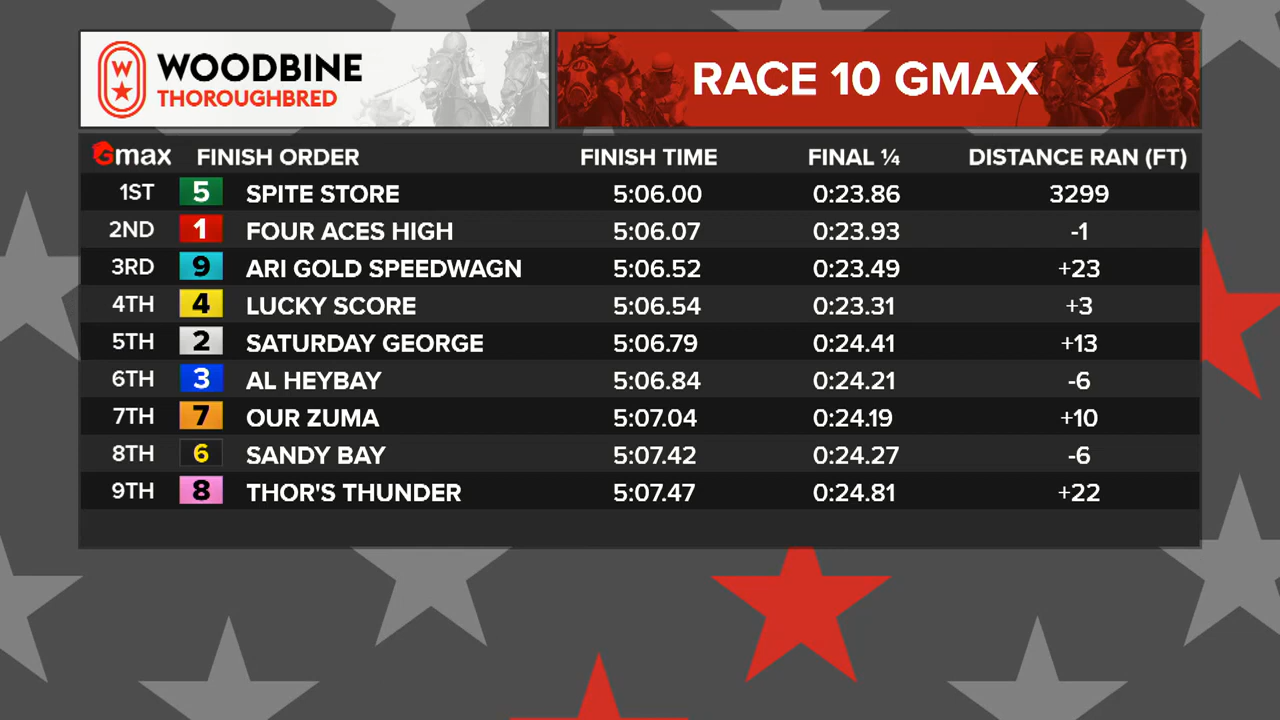 W WOODBINE THOROUGHBRED
RACE 10 GMAX
Gmax FINISH ORDER FINISH TIME FINAL ¼ DISTANCE RAN (FT)
1ST 5 SPITE STORE 5:06.00 0:23.86 3299
2ND 1 FOUR ACES HIGH 5:06.07 0:23.93 -1
3RD 9 ARI GOLD SPEEDWAGN 5:06.52 0:23.49 +23
4TH 4 LUCKY SCORE 5:06.54 0:23.31 +3
5TH 2 SATURDAY GEORGE 5:06.79 0:24.41 +13
6TH 3 AL HEYBAY 5:06.84 0:24.21 -6
7TH 7 OUR ZUMA 5:07.04 0:24.19 +10
8TH 6 SANDY BAY 5:07.42 0:24.27 -6
9TH 8 THOR'S THUNDER 5:07.47 0:24.81 +22